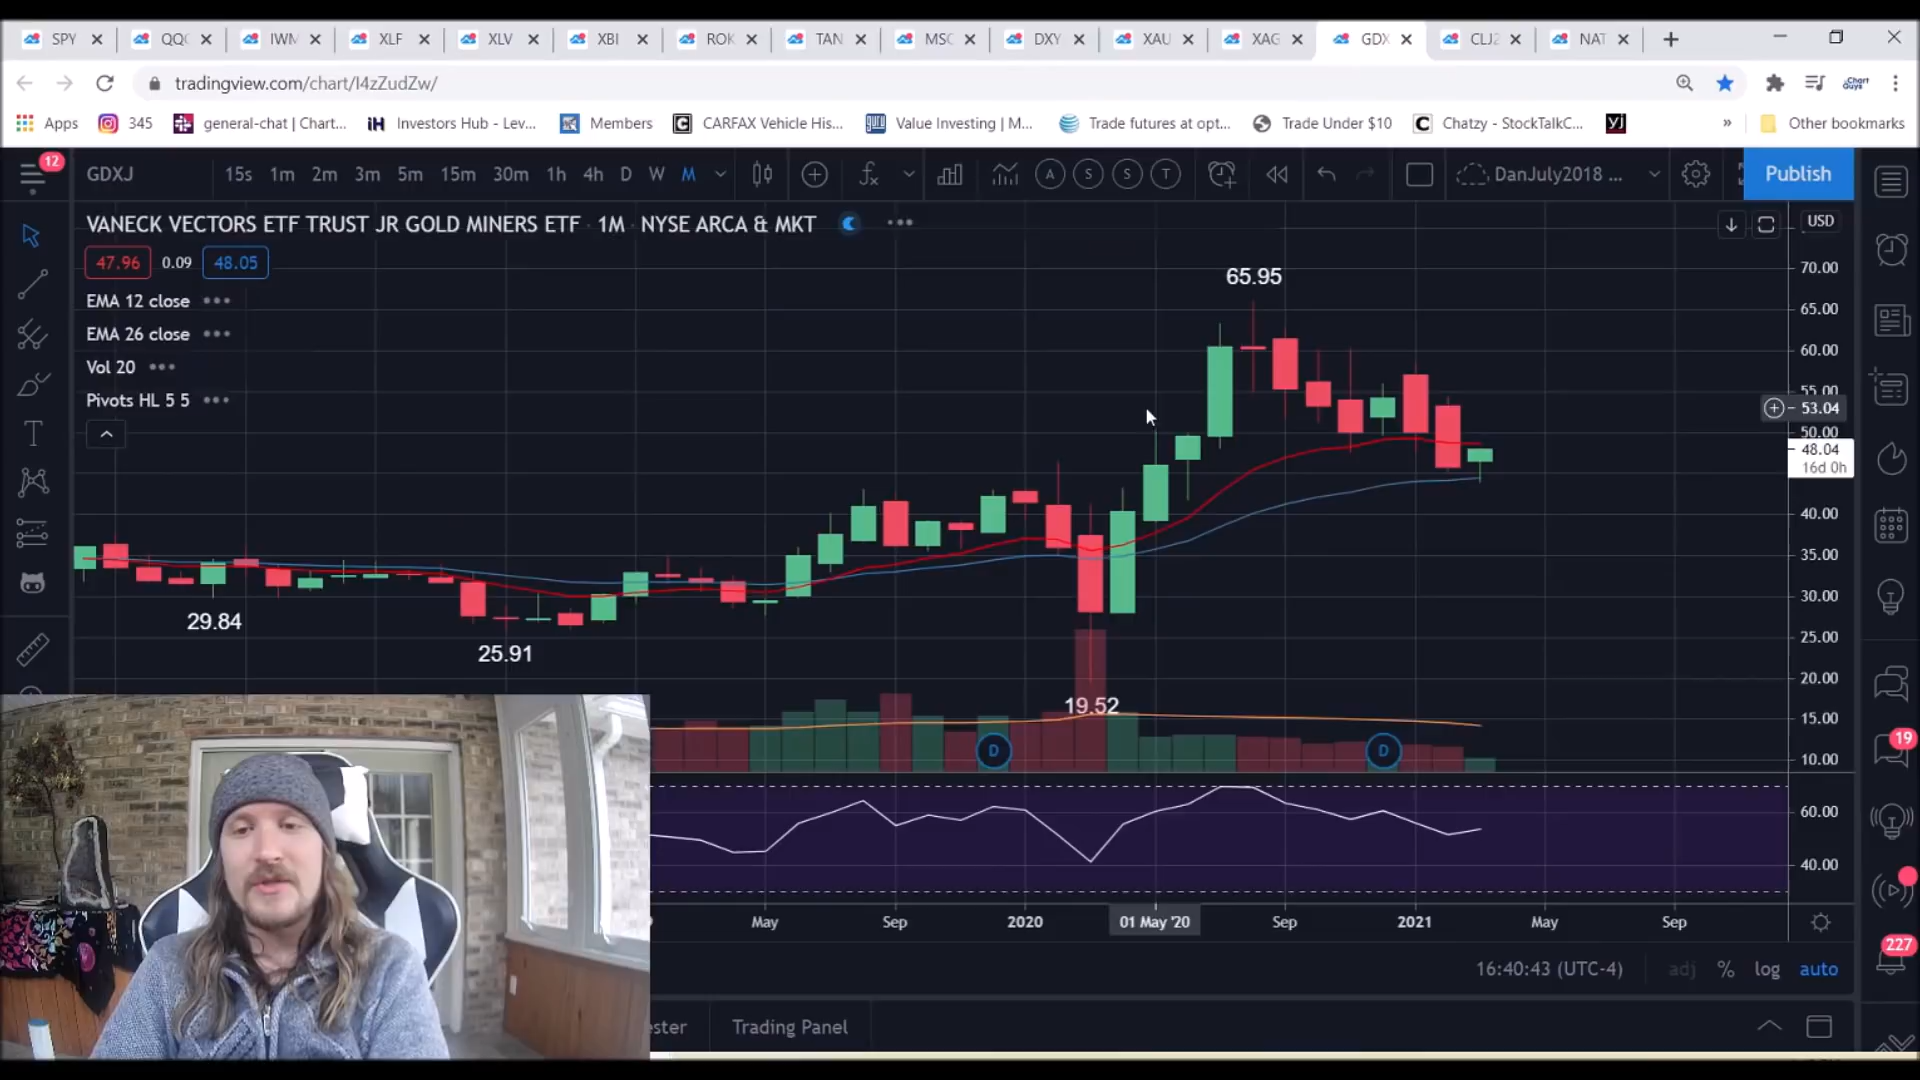 SPY QQQ IWM XLF XLV XBI ROK TAN MSC DXY XAU XAG GDX CLJ2 NAT
tradingview.com/chart/I4zZudZw/
Apps 345 general-chat | Chart... Investors Hub - Lev... Members CARFAX Vehicle His... Value Investing | M... Trade futures at opt... Trade Under $10 Chatzy - StockTalkC... » Other bookmarks
12
GDXJ 15s 1m 2m 3m 5m 15m 30m 1h 4h D W M A S S T DanJuly2018 ... Publish
VANECK VECTORS ETF TRUST JR GOLD MINERS ETF · 1M · NYSE ARCA & MKT
USD
47.96 0.09 48.05
EMA 12 close
EMA 26 close
Vol 20
Pivots HL 5 5
65.95
29.84
25.91
19.52
D D
70.00
65.00
60.00
55.00
53.04
50.00
48.04
16d 0h
40.00
35.00
30.00
25.00
20.00
15.00
10.00
60.00
40.00
May Sep 2020 01 May '20 Sep 2021 May Sep
16:40:43 (UTC-4) adj % log auto
ester Trading Panel
19
227